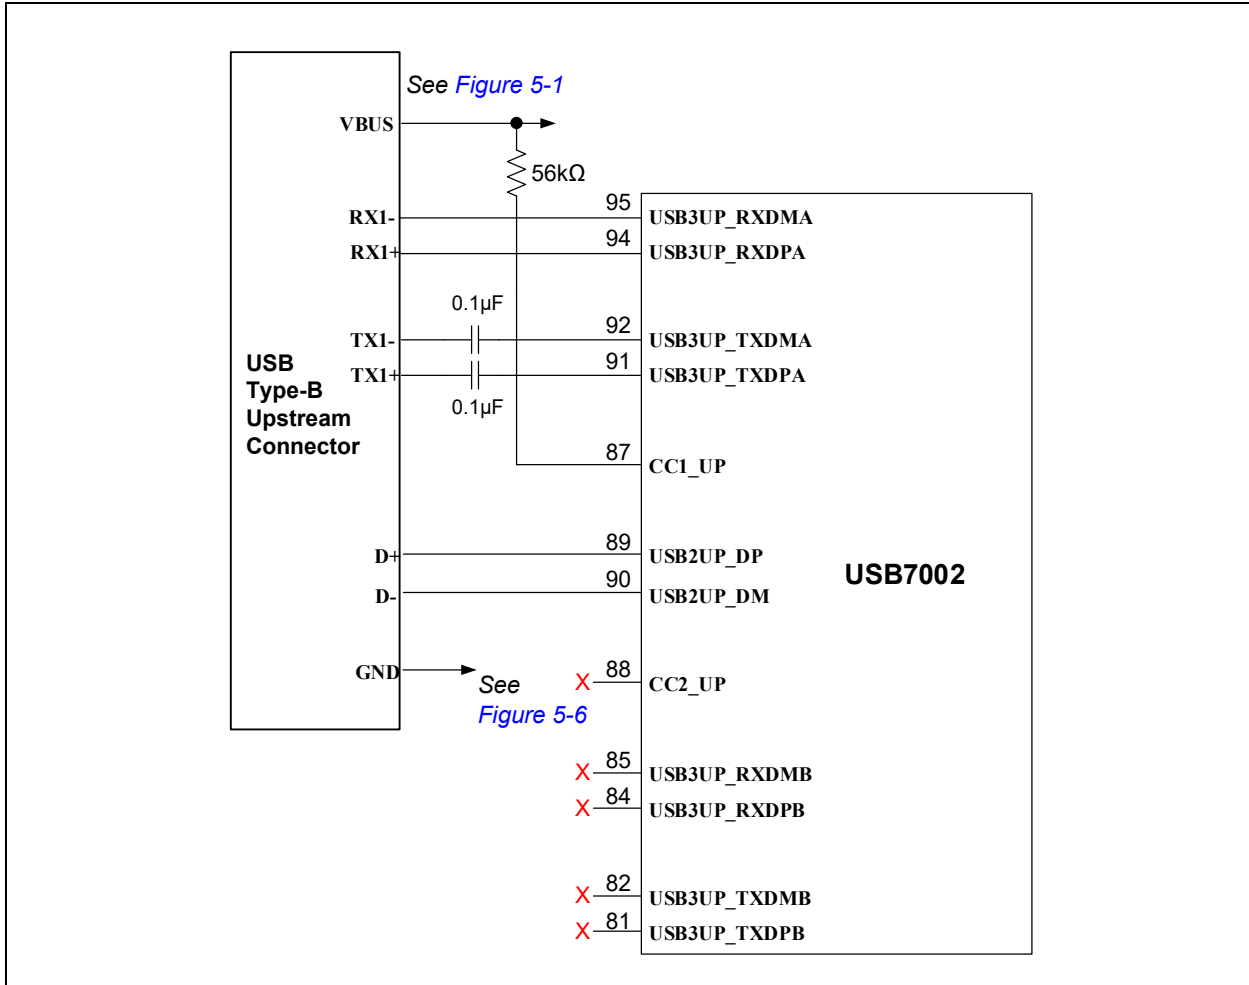 See Figure 5-1
VBUS
56kΩ
95
RX1-
USB3UP_RXDMA
94
RX1+
USB3UP_RXDPA
0.1µF
92
TX1-
USB3UP_TXDMA
91
TX1+
USB3UP_TXDPA
0.1µF
USB
Type-B
Upstream
Connector
87
CC1_UP
89
D+
USB2UP_DP
90
D-
USB2UP_DM
USB7002
GND
See
Figure 5-6
X
88
CC2_UP
X
85
USB3UP_RXDMB
X
84
USB3UP_RXDPB
X
82
USB3UP_TXDMB
X
81
USB3UP_TXDPB